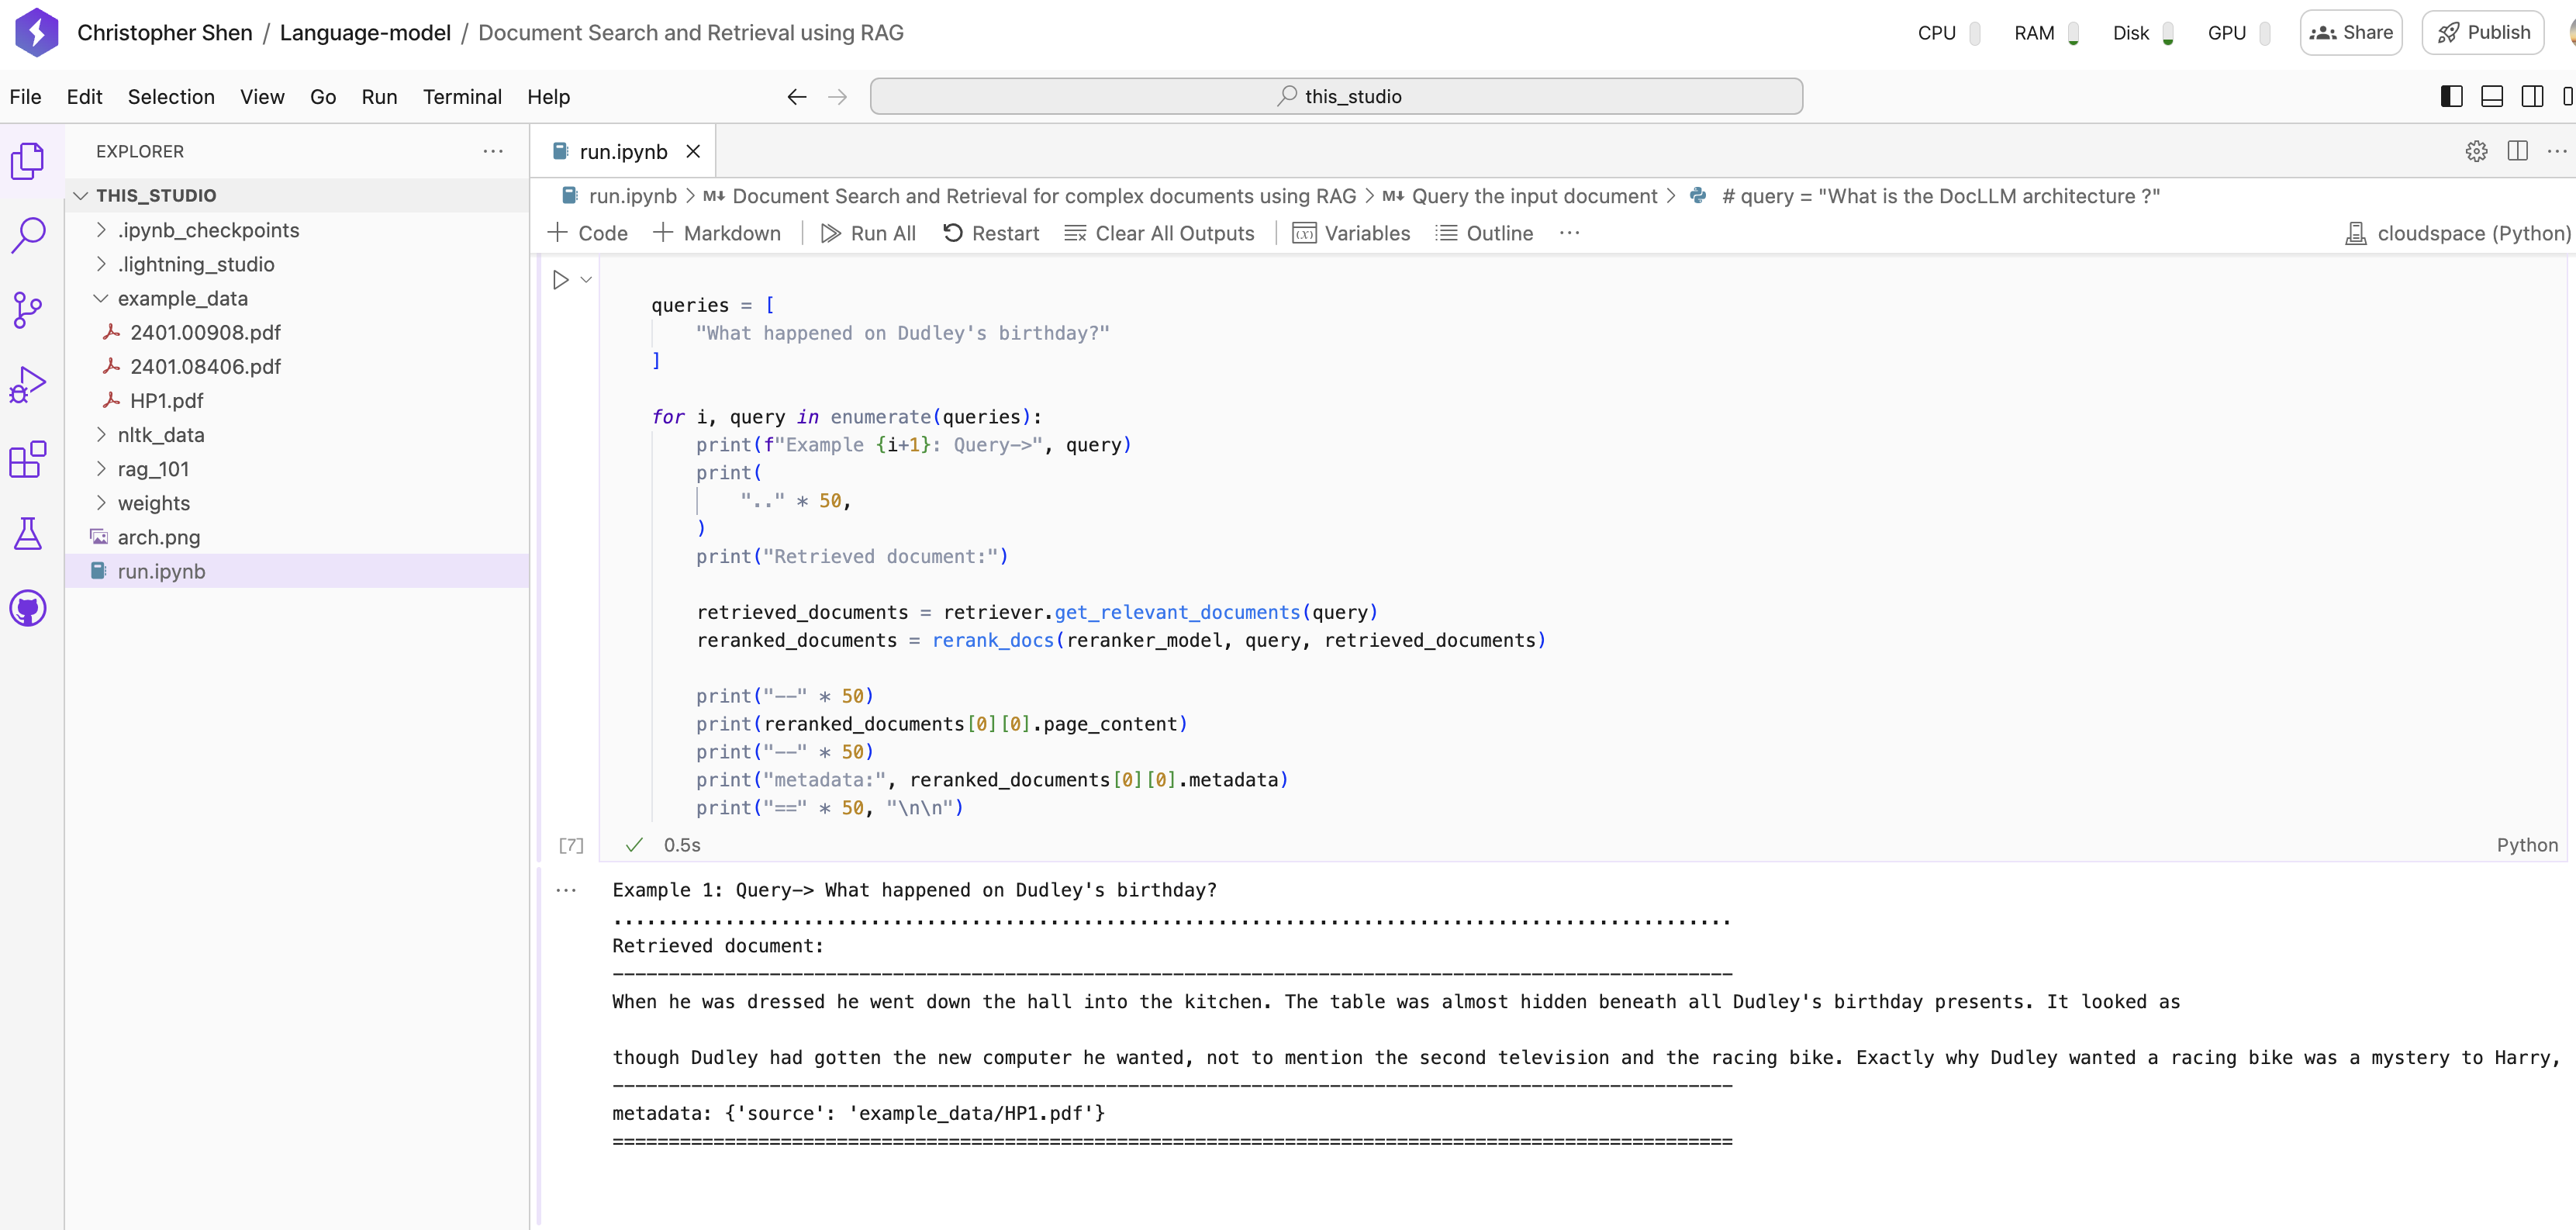 Christopher Shen / Language-model / Document Search and Retrieval using RAG
CPU RAM Disk GPU Share Publish
File Edit Selection View Go Run Terminal Help
this_studio
EXPLORER
THIS_STUDIO
.ipynb_checkpoints
.lightning_studio
example_data
2401.00908.pdf
2401.08406.pdf
HP1.pdf
nltk_data
rag_101
weights
arch.png
run.ipynb
run.ipynb
run.ipynb > M↓ Document Search and Retrieval for complex documents using RAG > M↓ Query the input document > # query = "What is the DocLLM architecture ?"
+ Code + Markdown Run All Restart Clear All Outputs Variables Outline ···
cloudspace (Python)
queries = [
    "What happened on Dudley's birthday?"
]
for i, query in enumerate(queries):
    print(f"Example {i+1}: Query->", query)
    print(
        ".." * 50,
    )
    print("Retrieved document:")
    retrieved_documents = retriever.get_relevant_documents(query)
    reranked_documents = rerank_docs(reranker_model, query, retrieved_documents)
    print("--" * 50)
    print(reranked_documents[0][0].page_content)
    print("--" * 50)
    print("metadata:", reranked_documents[0][0].metadata)
    print("==" * 50, "\n\n")
[7] 0.5s
Python
Example 1: Query-> What happened on Dudley's birthday?
....................................................................................................
Retrieved document:
----------------------------------------------------------------------------------------------------
When he was dressed he went down the hall into the kitchen. The table was almost hidden beneath all Dudley's birthday presents. It looked as
though Dudley had gotten the new computer he wanted, not to mention the second television and the racing bike. Exactly why Dudley wanted a racing bike was a mystery to Harry,
----------------------------------------------------------------------------------------------------
metadata: {'source': 'example_data/HP1.pdf'}
====================================================================================================